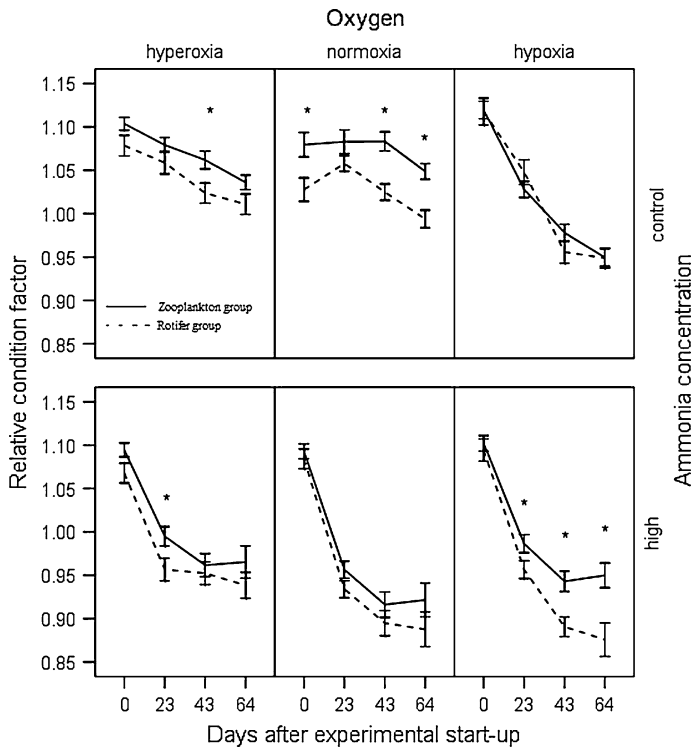 Oxygen
hyperoxia normoxia hypoxia
1.15
1.10
1.05
1.00
0.95
0.90
0.85
* * * *
Zooplankton group
Rotifer group
control
1.15
1.10
1.05
1.00
0.95
0.90
0.85
* * * *
high
Relative condition factor
Ammonia concentration
0 23 43 64 0 23 43 64 0 23 43 64
Days after experimental start-up